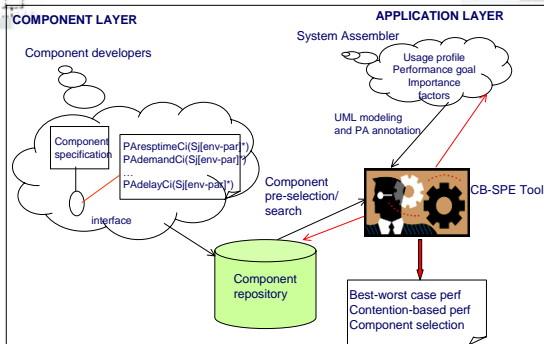 COMPONENT LAYER
APPLICATION LAYER
Component developers
System Assembler
Usage profile
Performance goal
Importance
factors
UML modeling
and PA annotation
Component
specification
PAresptimeCi(Sj[env-par]*)
PAdemandCi(Sj[env-par]*)
...
PAdelayCi(Sj[env-par]*)
interface
Component
pre-selection/
search
CB-SPE Tool
Component
repository
Best-worst case perf
Contention-based perf
Component selection